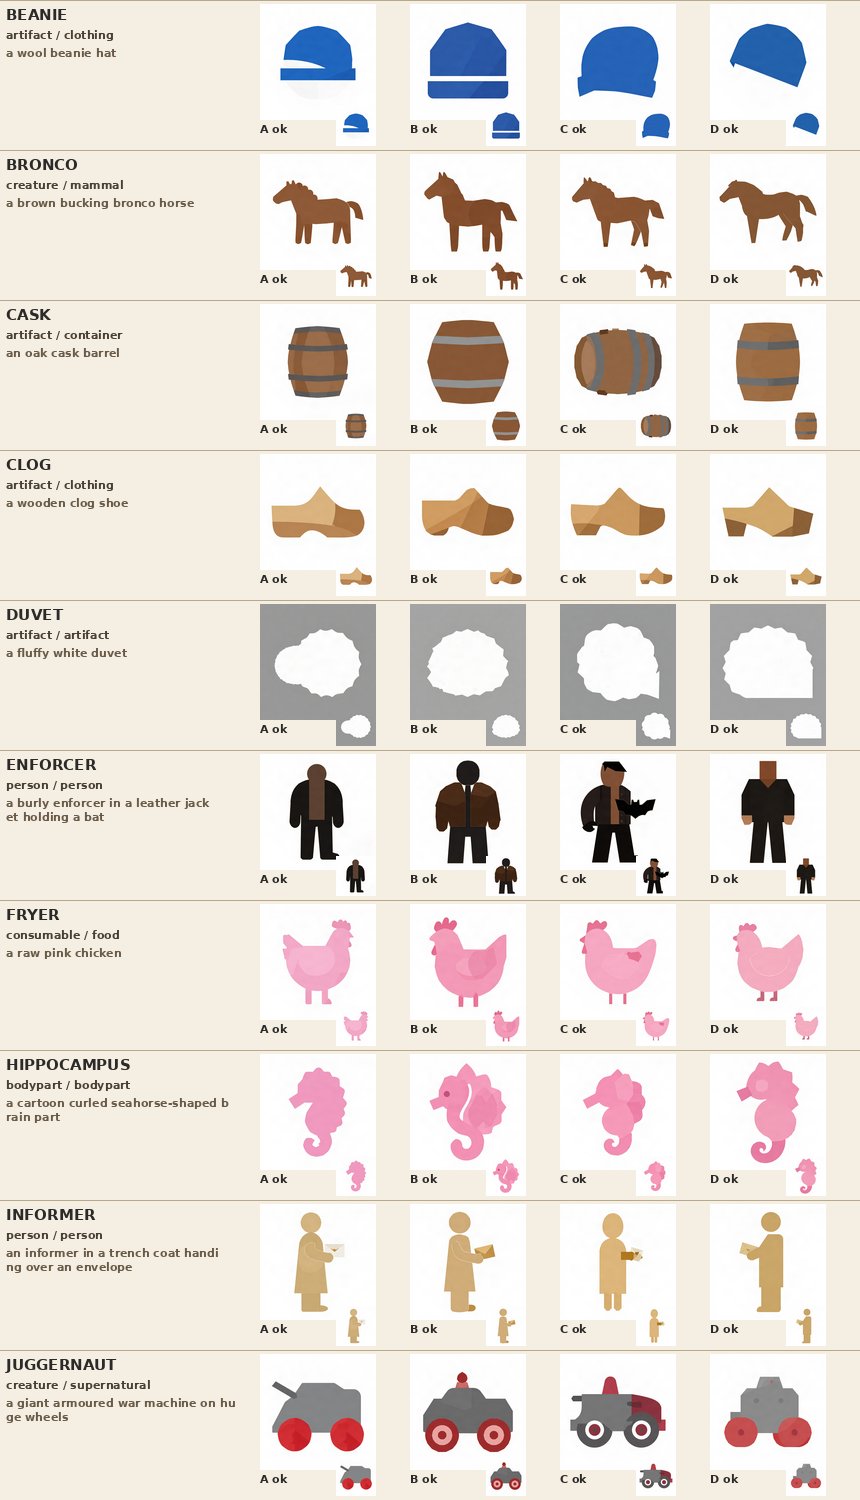 BEANIE
artifact / clothing
a wool beanie hat
A ok
B ok
C ok
D ok
BRONCO
creature / mammal
a brown bucking bronco horse
A ok
B ok
C ok
D ok
CASK
artifact / container
an oak cask barrel
A ok
B ok
C ok
D ok
CLOG
artifact / clothing
a wooden clog shoe
A ok
B ok
C ok
D ok
DUVET
artifact / artifact
a fluffy white duvet
A ok
B ok
C ok
D ok
ENFORCER
person / person
a burly enforcer in a leather jack
et holding a bat
A ok
B ok
C ok
D ok
FRYER
consumable / food
a raw pink chicken
A ok
B ok
C ok
D ok
HIPPOCAMPUS
bodypart / bodypart
a cartoon curled seahorse-shaped b
rain part
A ok
B ok
C ok
D ok
INFORMER
person / person
an informer in a trench coat handi
ng over an envelope
A ok
B ok
C ok
D ok
JUGGERNAUT
creature / supernatural
a giant armoured war machine on hu
ge wheels
A ok
B ok
C ok
D ok